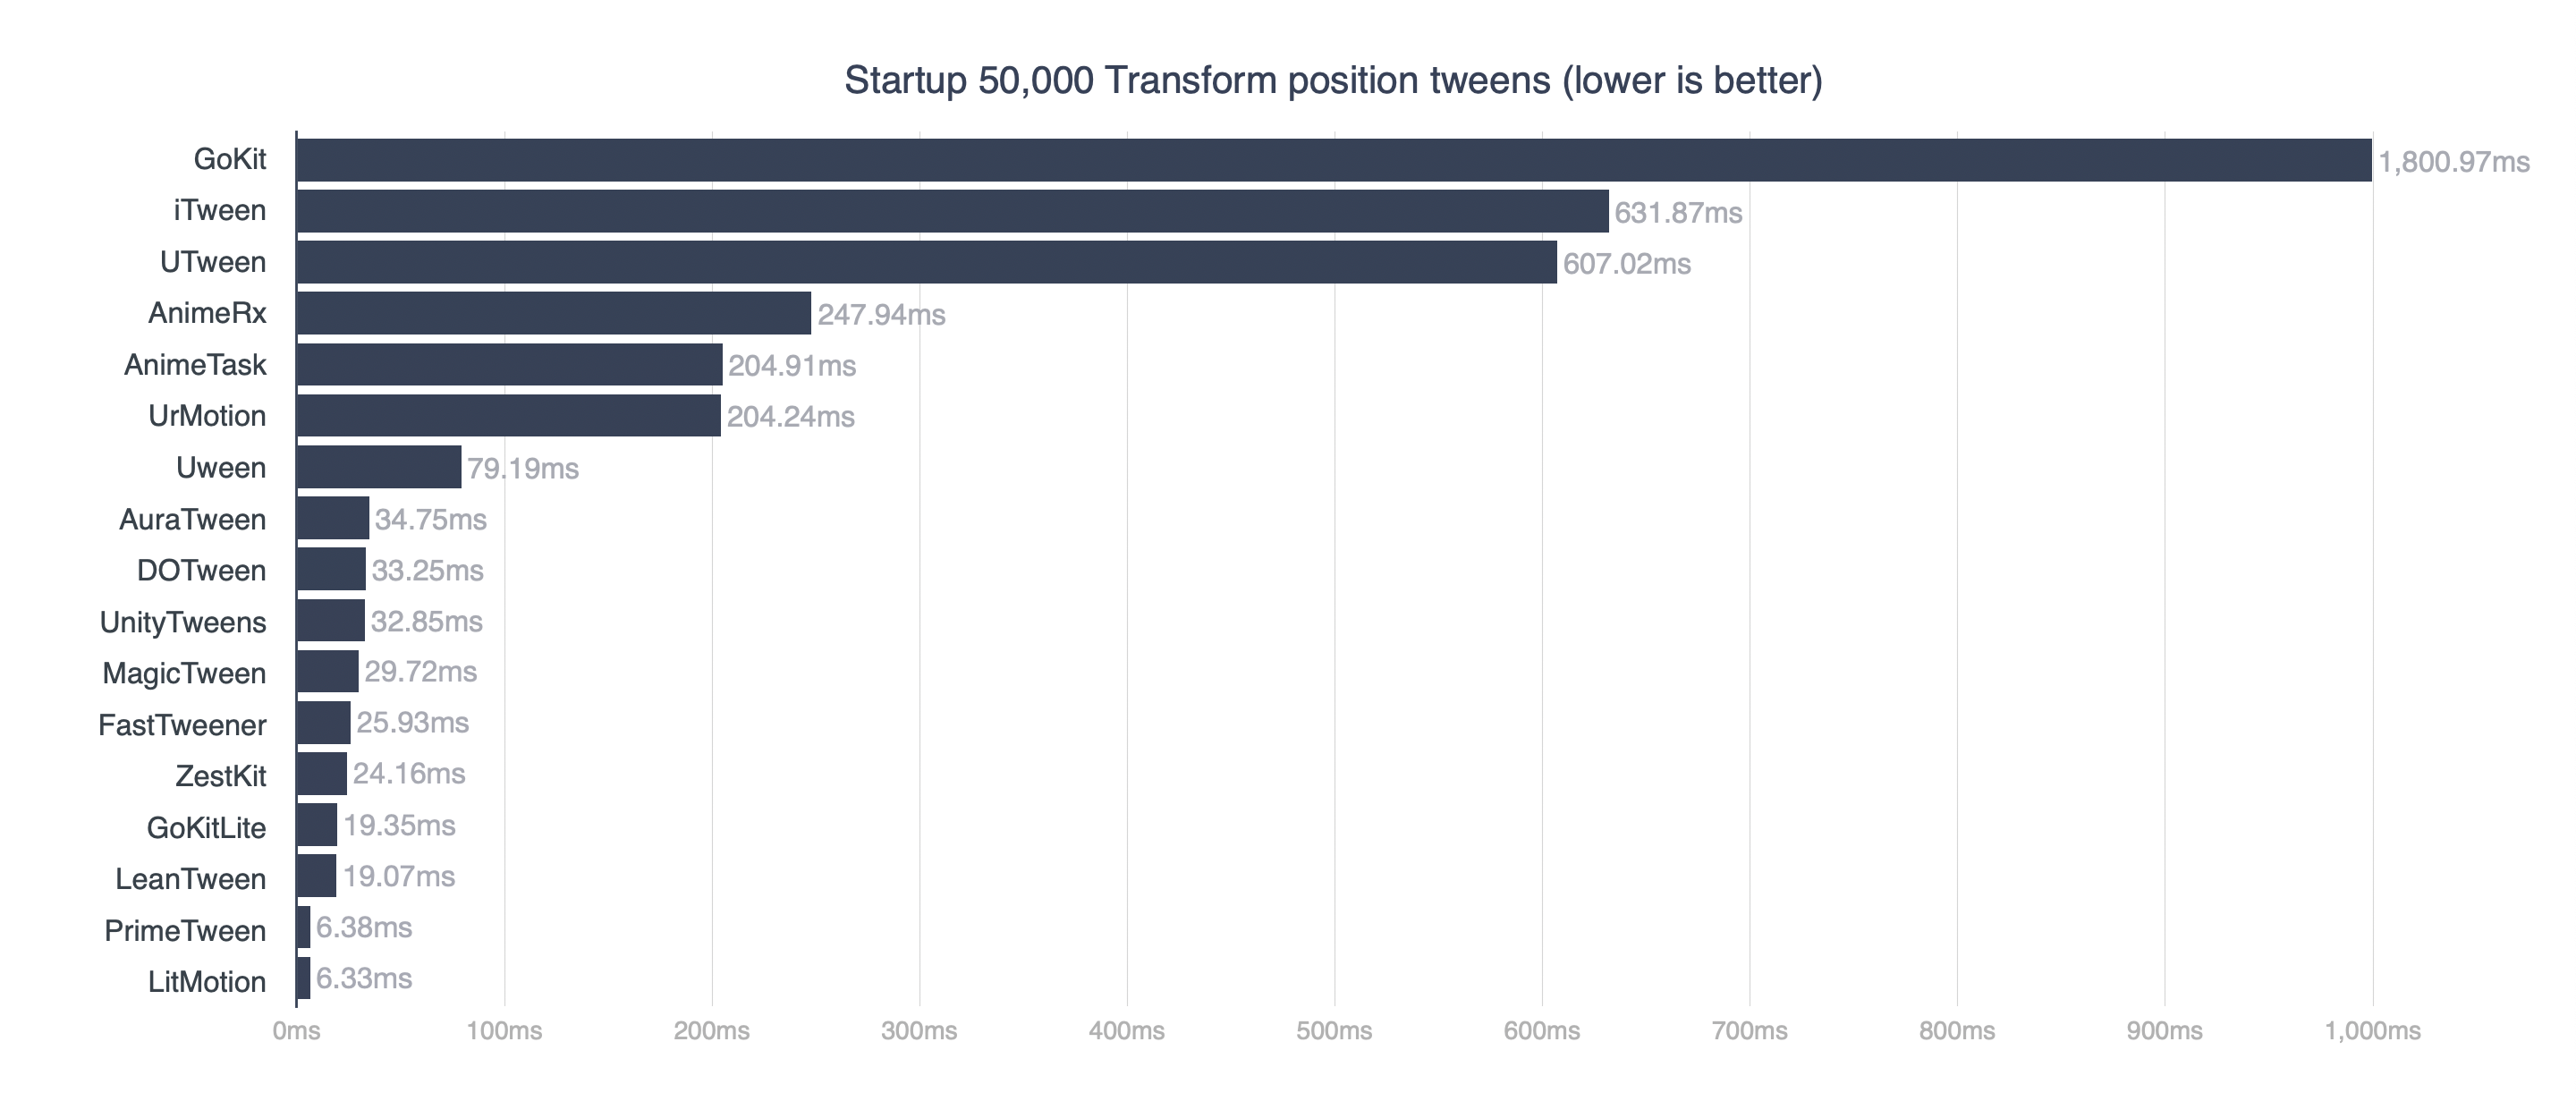 Startup 50,000 Transform position tweens (lower is better)
GoKit 1,800.97ms
iTween 631.87ms
UTween 607.02ms
AnimeRx 247.94ms
AnimeTask 204.91ms
UrMotion 204.24ms
Uween 79.19ms
AuraTween 34.75ms
DOTween 33.25ms
UnityTweens 32.85ms
MagicTween 29.72ms
FastTweener 25.93ms
ZestKit 24.16ms
GoKitLite 19.35ms
LeanTween 19.07ms
PrimeTween 6.38ms
LitMotion 6.33ms
0ms 100ms 200ms 300ms 400ms 500ms 600ms 700ms 800ms 900ms 1,000ms